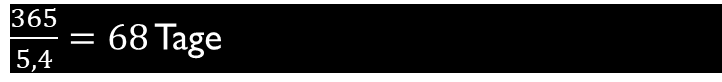 365/5,4 = 68 Tage